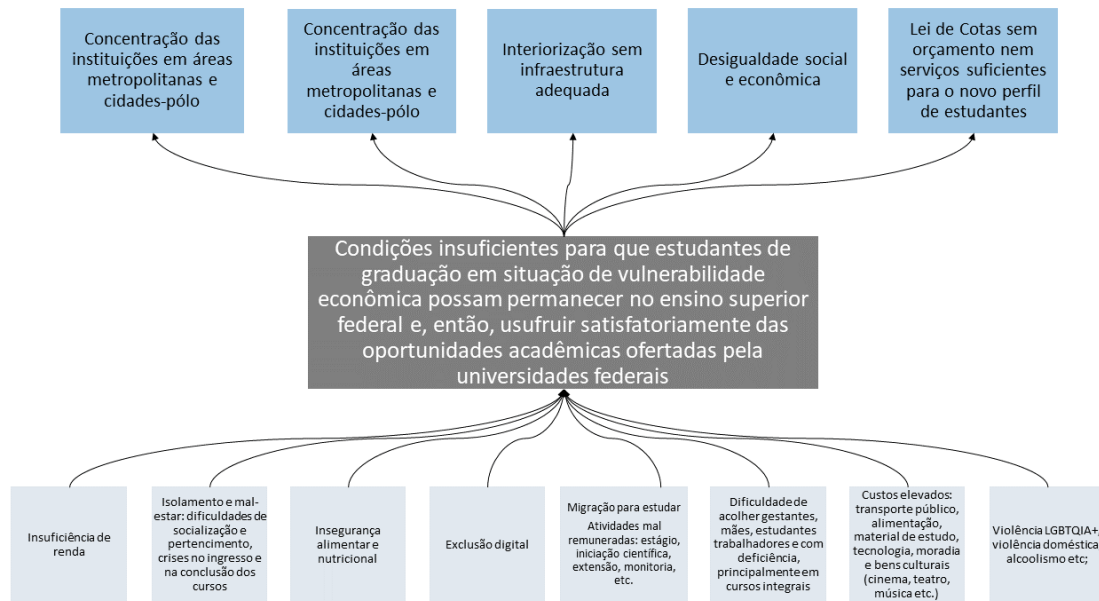 Concentração das
instituições em áreas
metropolitanas e
cidades-pólo
Concentração das
instituições em
áreas
metropolitanas e
cidades-pólo
Interiorização sem
infraestrutura
adequada
Desigualdade social
e econômica
Lei de Cotas sem
orçamento nem
serviços suficientes
para o novo perfil
de estudantes
Condições insuficientes para que estudantes de
graduação em situação de vulnerabilidade
econômica possam permanecer no ensino superior
federal e, então, usufruir satisfatoriamente das
oportunidades acadêmicas ofertadas pela
universidades federais
Insuficiência de
renda
Isolamento e mal-
estar: dificuldades de
socialização e
pertencimento,
crises no ingresso e
na conclusão dos
cursos
Insegurança
alimentar e
nutricional
Exclusão digital
Migração para estudar
Atividades mal
remuneradas: estágio,
iniciação científica,
extensão, monitoria,
etc.
Dificuldade de
acolher gestantes,
mães, estudantes
trabalhadores e com
deficiência,
principalmente em
cursos integrais
Custos elevados:
transporte público,
alimentação,
material de estudo,
tecnologia, moradia
e bens culturais
(cinema, teatro,
música etc.)
Violência LGBTQIA+,
violência doméstica,
alcoolismo etc;